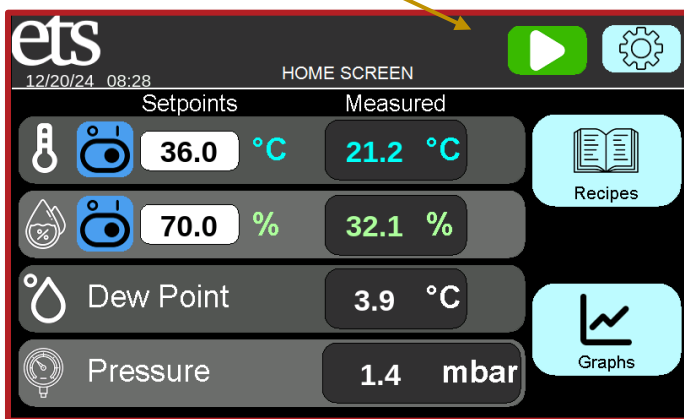 ets
12/20/24 08:28
HOME SCREEN
Setpoints Measured
36.0 °C 21.2 °C
Recipes
70.0 % 32.1 %
Dew Point 3.9 °C
Graphs
Pressure 1.4 mbar